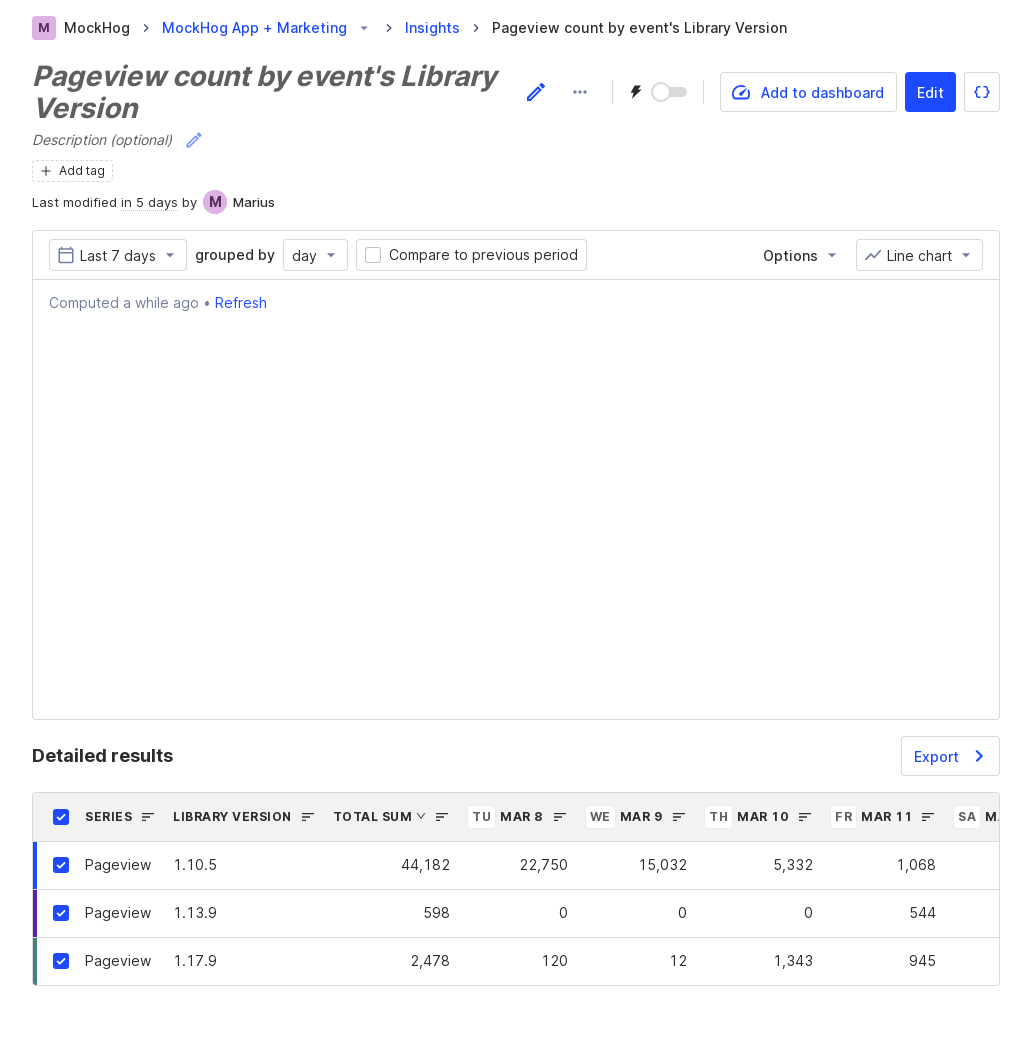 M MockHog MockHog App + Marketing Insights Pageview count by event's Library Version
Pageview count by event's Library
Version
Add to dashboard Edit
Description (optional)
Add tag
Last modified in 5 days by M Marius
Last 7 days grouped by day Compare to previous period Options Line chart
Computed a while ago • Refresh
Detailed results Export
SERIES LIBRARY VERSION TOTAL SUM TU MAR 8 WE MAR 9 TH MAR 10 FR MAR 11 SA
Pageview 1.10.5 44,182 22,750 15,032 5,332 1,068
Pageview 1.13.9 598 0 0 0 544
Pageview 1.17.9 2,478 120 12 1,343 945